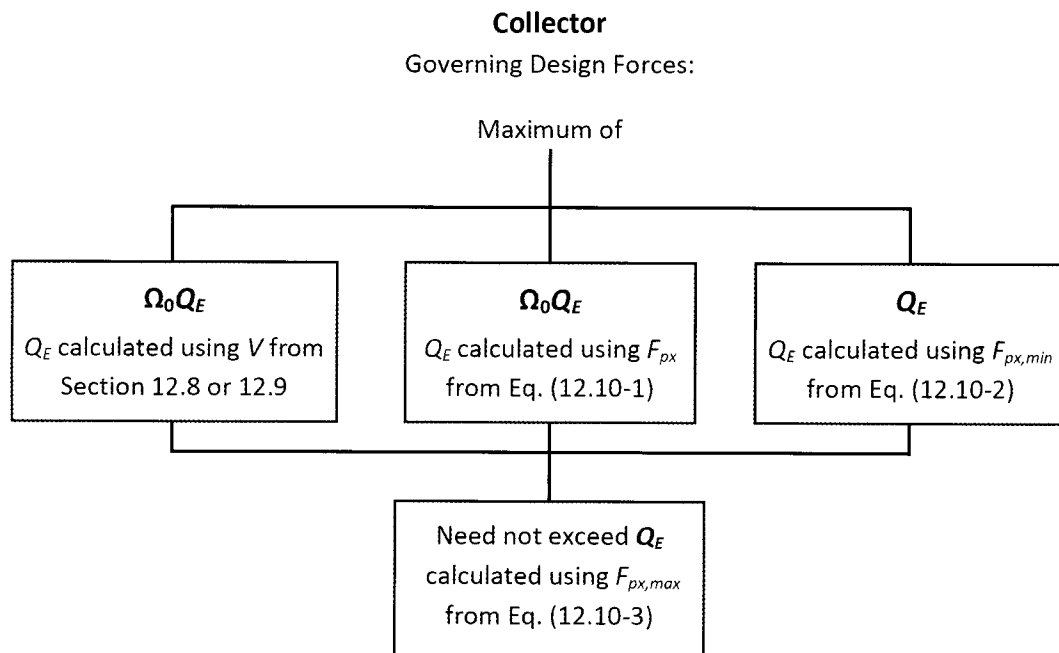 Collector
Governing Design Forces:
Maximum of
Ω0QE
QE calculated using V from
Section 12.8 or 12.9
Ω0QE
QE calculated using Fpx
from Eq. (12.10-1)
QE
QE calculated using Fpx,min
from Eq. (12.10-2)
Need not exceed QE
calculated using Fpx,max
from Eq. (12.10-3)